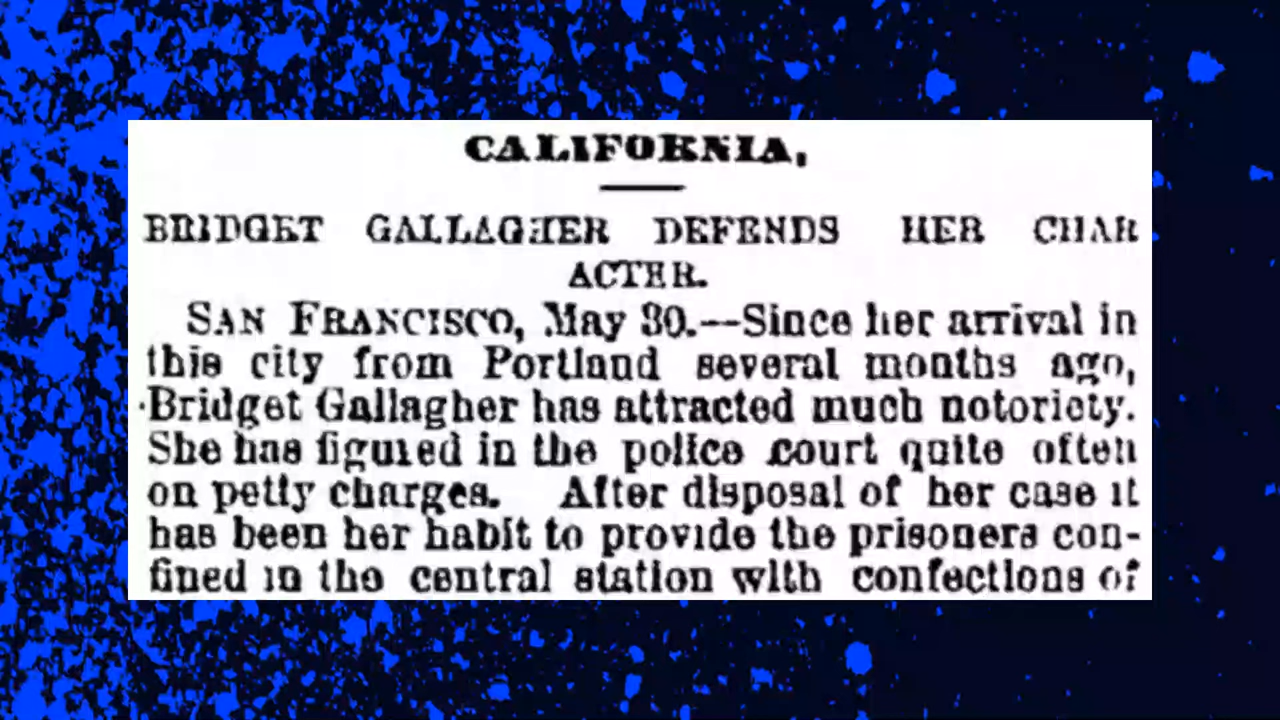 CALIFORNIA.
BRIDGET GALLAGHER DEFENDS HER CHAR
ACTER.
SAN FRANCISCO, May 30.--Since her arrival in
this city from Portland several months ago,
Bridget Gallagher has attracted much notoriety.
She has figured in the police court quite often
on petty charges. After disposal of her case it
has been her habit to provide the prisoners con-
fined in the central station with confections of